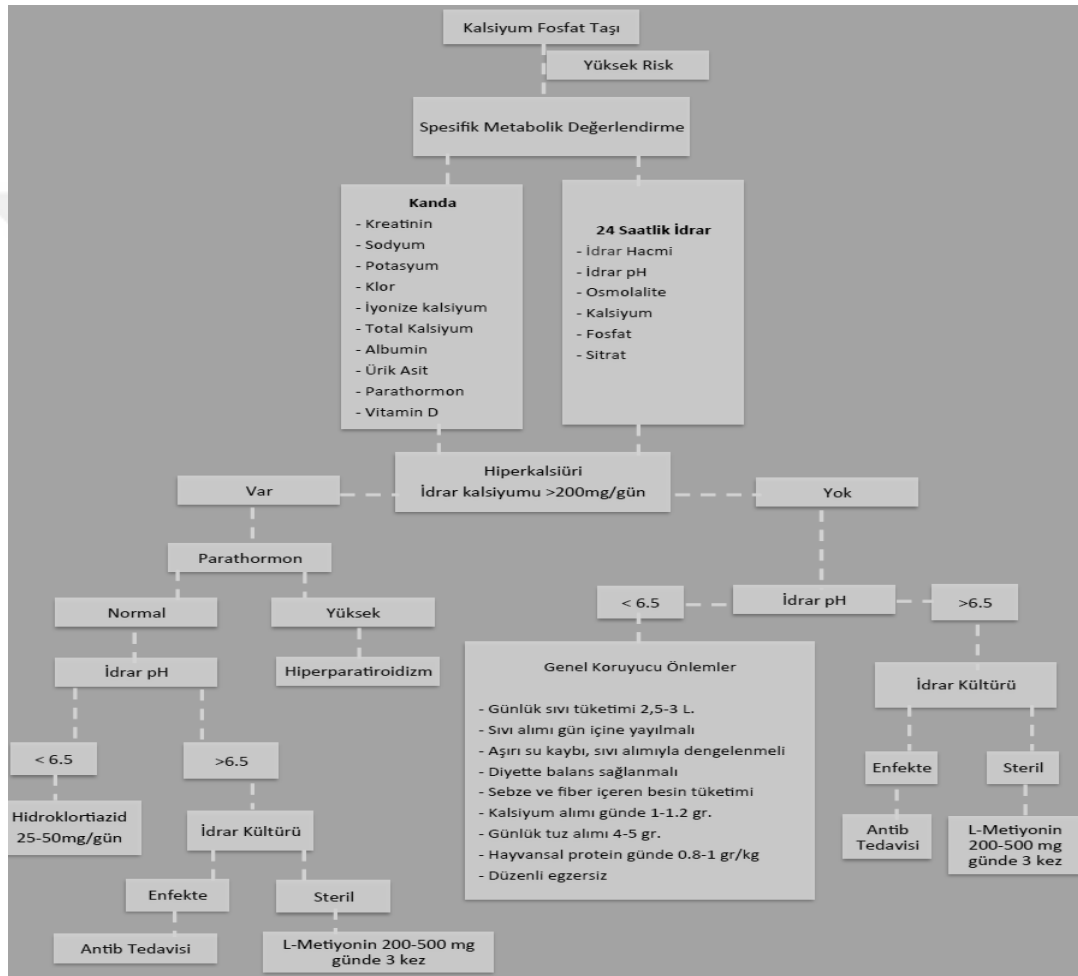 Kalsiyum Fosfat Taşı
Yüksek Risk
Spesifik Metabolik Değerlendirme
Kanda
- Kreatinin
- Sodyum
- Potasyum
- Klor
- İyonize kalsiyum
- Total Kalsiyum
- Albumin
- Ürik Asit
- Parathormon
- Vitamin D
24 Saatlik İdrar
- İdrar Hacmi
- İdrar pH
- Osmolalite
- Kalsiyum
- Fosfat
- Sitrat
Hiperkalsiüri
İdrar kalsiyumu >200mg/gün
Var
Yok
Parathormon
Normal
Yüksek
İdrar pH
Hiperparatiroidizm
< 6.5
>6.5
Hidroklortiazid
25-50mg/gün
İdrar Kültürü
Enfekte
Steril
Antib Tedavisi
L-Metiyonin 200-500 mg
günde 3 kez
İdrar pH
< 6.5
>6.5
Genel Koruyucu Önlemler
- Günlük sıvı tüketimi 2,5-3 L.
- Sıvı alımı gün içine yayılmalı
- Aşırı su kaybı, sıvı alımıyla dengelenmeli
- Diyette balans sağlanmalı
- Sebze ve fiber içeren besin tüketimi
- Kalsiyum alımı günde 1-1.2 gr.
- Günlük tuz alımı 4-5 gr.
- Hayvansal protein günde 0.8-1 gr/kg
- Düzenli egzersiz
İdrar Kültürü
Enfekte
Steril
Antib
Tedavisi
L-Metiyonin
200-500 mg
günde 3 kez